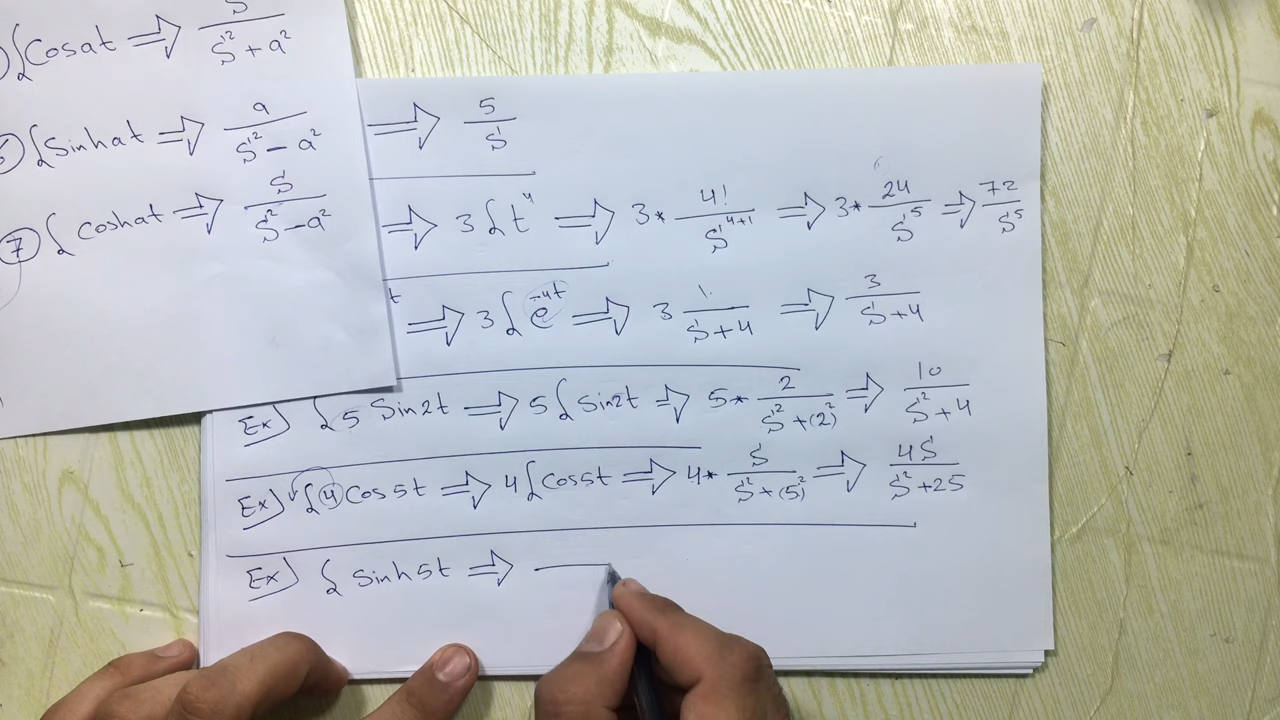 £ Cosat ⇒ S / S² + a²
6 £ Sinhat ⇒ a / S² - a²
7 £ coshat ⇒ S / S² - a²
⇒ 5 / S
⇒ 3 £ t⁴ ⇒ 3 * 4! / S⁴⁺¹ ⇒ 3 * 24 / S⁵ ⇒ 72 / S⁵
t ⇒ 3 £ e⁻⁴ᵗ ⇒ 3 1 / S+4 ⇒ 3 / S+4
Ex) £ 5 Sin2t ⇒ 5 £ Sin2t ⇒ 5 * 2 / S² + (2)² ⇒ 10 / S² + 4
Ex) £ 4 Cos5t ⇒ 4 £ Cos5t ⇒ 4 * S / S² + (5)² ⇒ 4S / S² + 25
Ex) £ Sinh5t ⇒